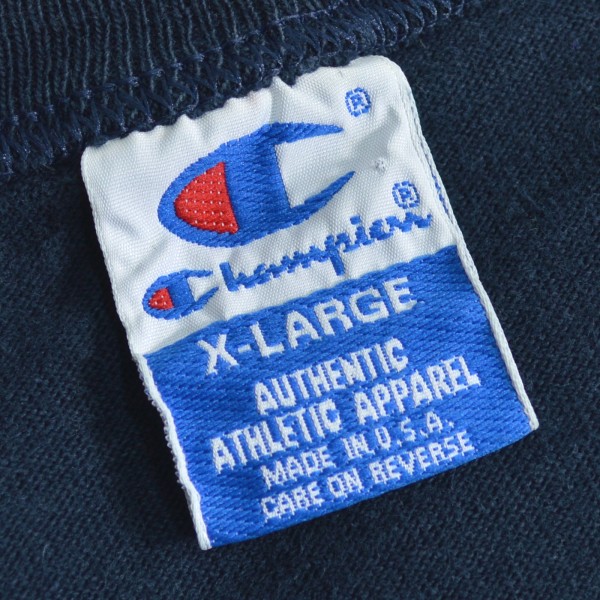 ®
Champion®
X-LARGE
AUTHENTIC
ATHLETIC APPAREL
MADE IN U.S.A.
CARE ON REVERSE